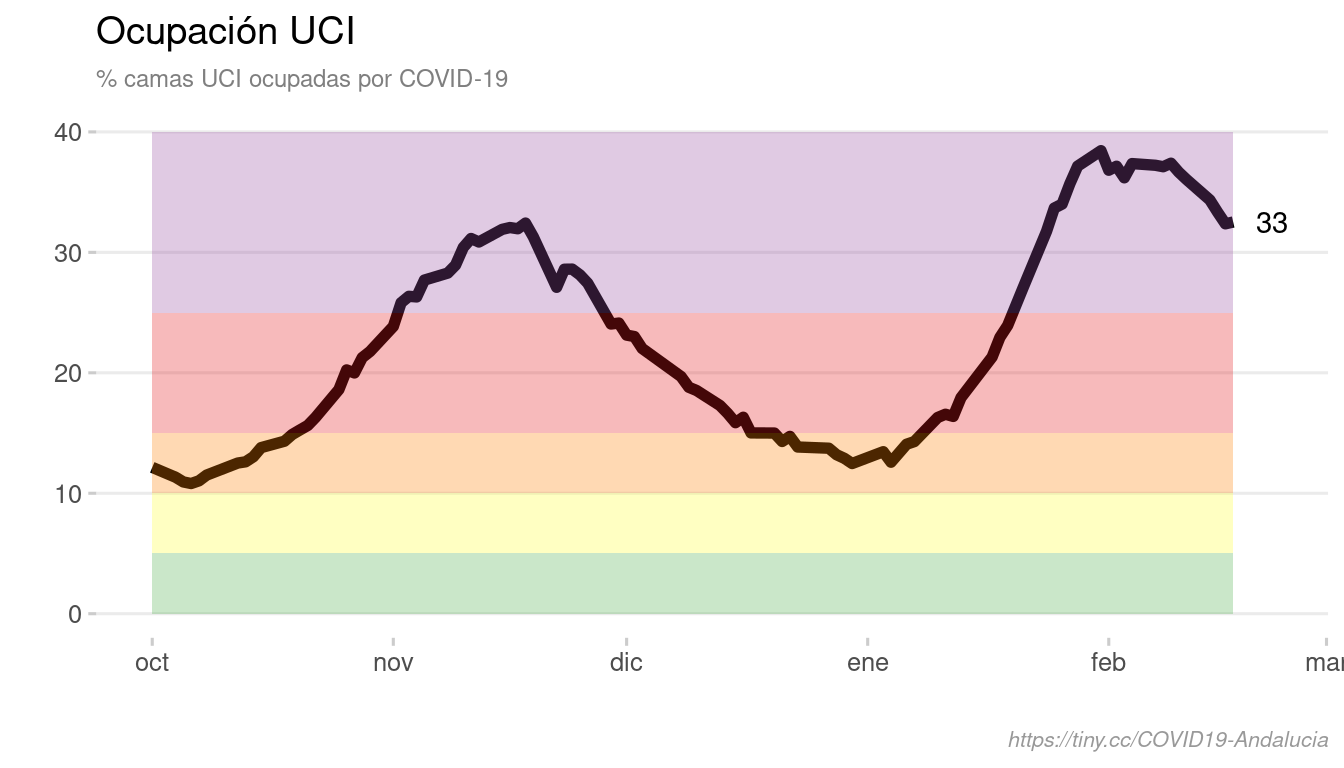 Ocupación UCI
% camas UCI ocupadas por COVID-19
40
30
20
10
0
33
oct nov dic ene feb mar
https://tiny.cc/COVID19-Andalucia